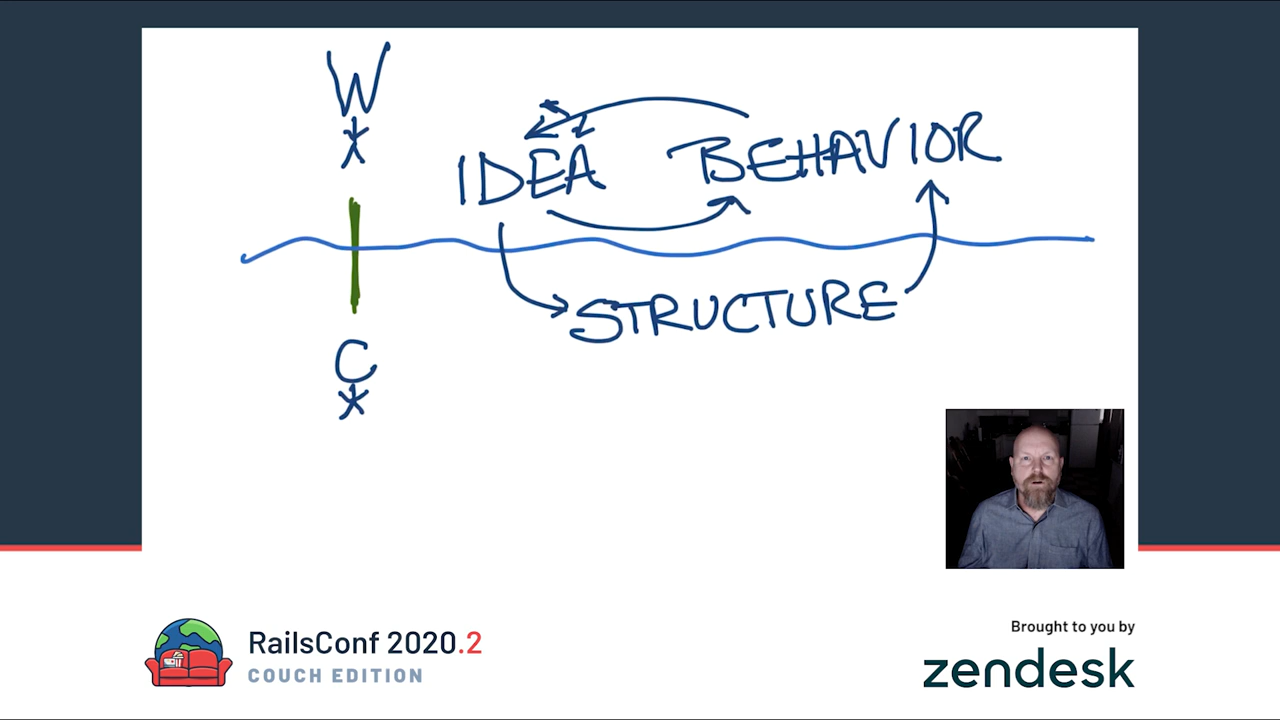 W
IDEA BEHAVIOR
STRUCTURE
C
RailsConf 2020.2
COUCH EDITION
Brought to you by
zendesk